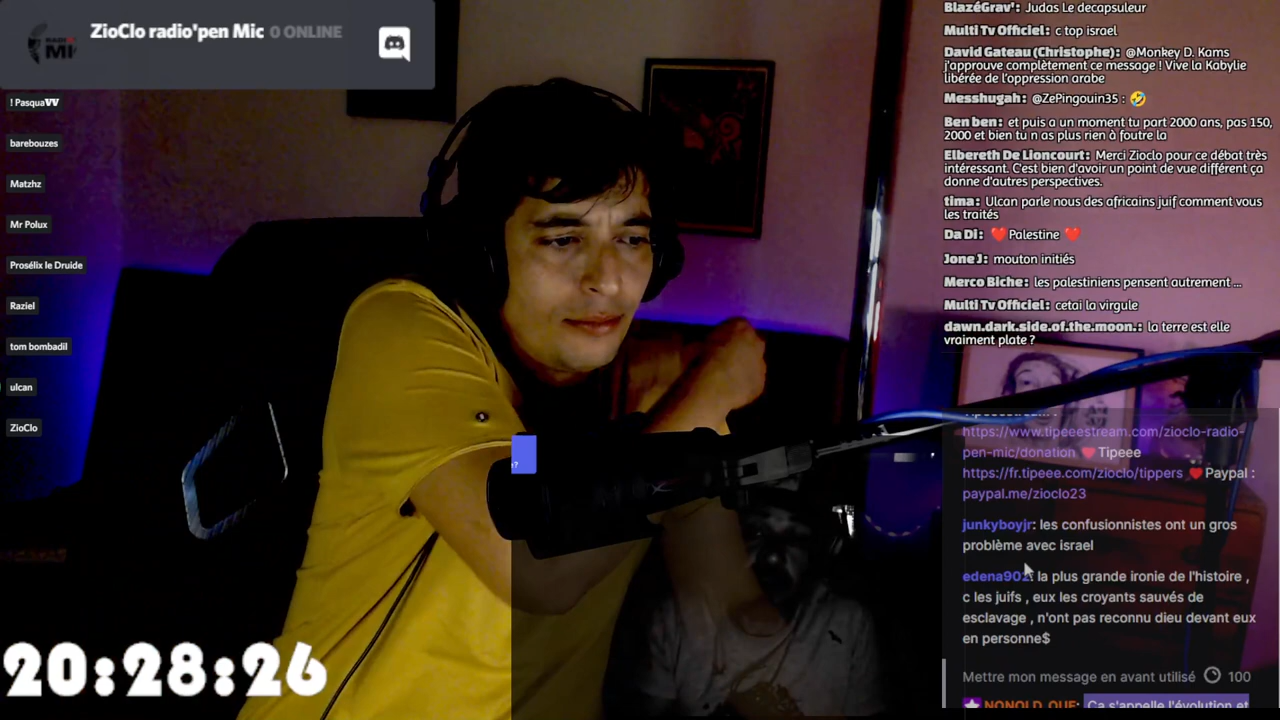 ZioClo radio'pen Mic 0 ONLINE
! PasquaVV
barebouzes
Matzhz
Mr Polux
Prosélix le Druide
Raziel
tom bombadil
ulcan
ZioClo
20:28:26
BlazéGrav': Judas Le decapsuleur
Multi Tv Officiel: c top israel
David Gateau (Christophe): @Monkey D. Kams
j'approuve complètement ce message ! Vive la Kabylie
libérée de l'oppression arabe
Messhugah: @ZePingouin35 : 🤣
Ben ben: et puis a un moment tu part 2000 ans, pas 150,
2000 et bien tu n as plus rien à foutre la
Elbereth De Lioncourt: Merci Zioclo pour ce débat très
intéressant. C'est bien d'avoir un point de vue différent ça
donne d'autres perspectives.
tima: Ulcan parle nous des africains juif comment vous
les traités
Da Di: ❤️ Palestine ❤️
Jone J: mouton initiés
Merco Biche: les palestiniens pensent autrement ...
Multi Tv Officiel: cetai la virgule
dawn.dark.side.of.the.moon.: la terre est elle
vraiment plate ?
https://www.tipeeestream.com/zioclo-radio-
pen-mic/donation ❤️Tipeee
https://fr.tipeee.com/zioclo/tippers ❤️Paypal :
paypal.me/zioclo23
junkyboyjr: les confusionnistes ont un gros
problème avec israel
la plus grande ironie de l'histoire ,
c les juifs , eux les croyants sauvés de
esclavage , n'ont pas reconnu dieu devant eux
en personne$
Mettre mon message en avant utilisé 100
NONOLD_OUF: Ça s'appelle l'évolution et